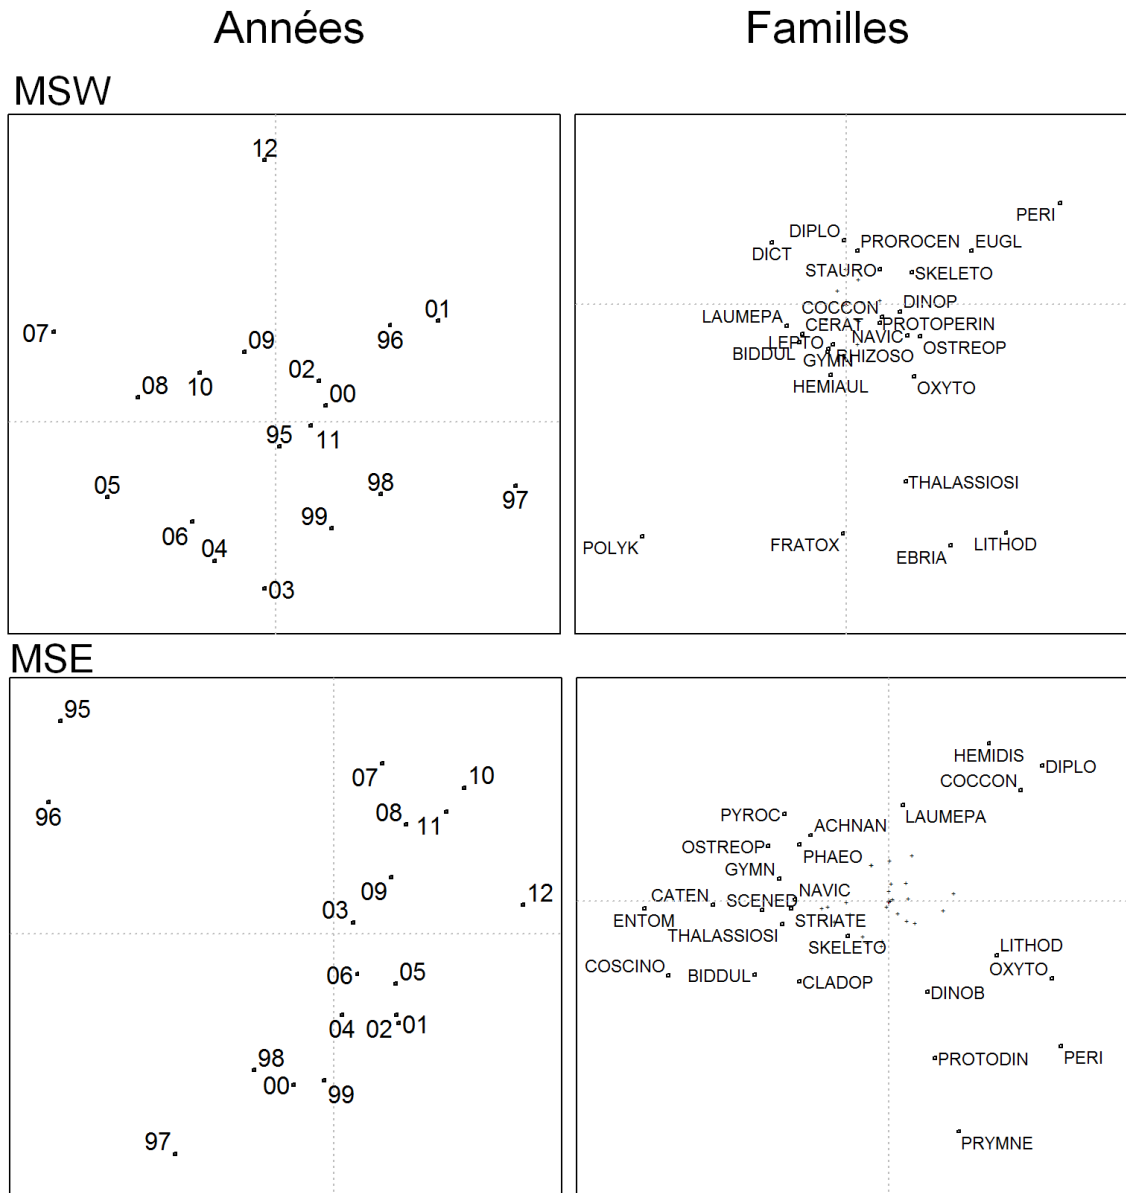 Années Familles
MSW
12
01
07
09
96
02
08 10
00
95
11
98
05
97
99
06
04
03
PERI
DIPLO
PROROCEN EUGL
DICT
STAURO SKELETO
COCCON DINOP
LAUMEPA
CERAT PROTOPERIN
LEPTO NAVIC
OSTREOP
BIDDUL RHIZOSO
GYMN
HEMIAUL OXYTO
THALASSIOSI
POLYK FRATOX LITHOD
EBRIA
MSE
95
07 10
96
08
11
09
12
03
06 05
04 02 01
98
00
99
97
HEMIDIS
DIPLO
COCCON
PYROC LAUMEPA
ACHNAN
OSTREOP
PHAEO
GYMN
NAVIC
CATEN SCENED
ENTOM STRIATE
THALASSIOSI
SKELETO LITHOD
COSCINO OXYTO
BIDDUL
CLADOP
DINOB
PROTODIN PERI
PRYMNE